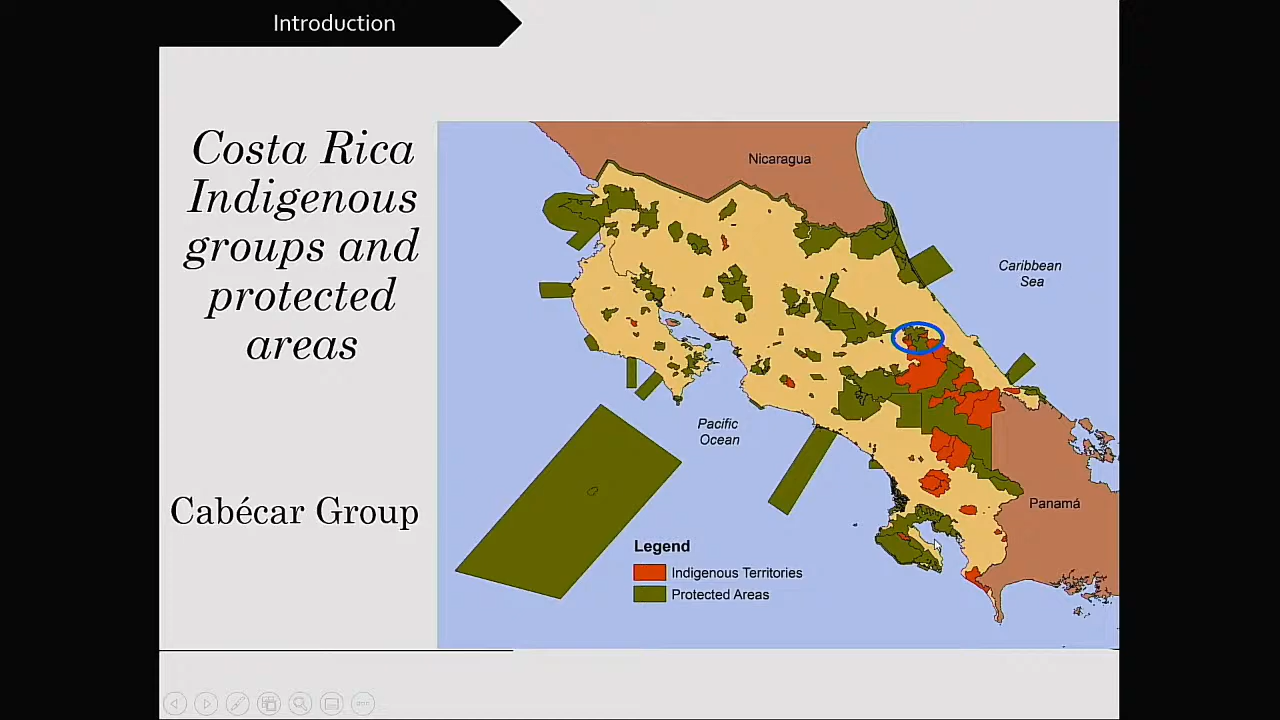 Introduction
Costa Rica
Indigenous
groups and
protected
areas
Cabécar Group
Nicaragua
Caribbean
Sea
Pacific
Ocean
Panamá
Legend
Indigenous Territories
Protected Areas